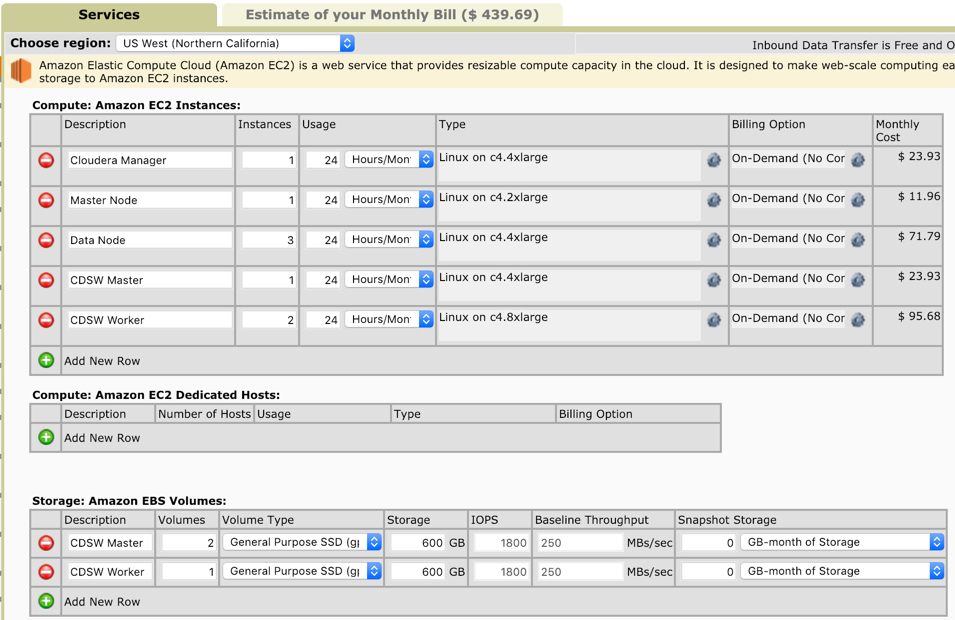 Services
Estimate of your Monthly Bill ($ 439.69)
Choose region: US West (Northern California)
Inbound Data Transfer is Free and O
Amazon Elastic Compute Cloud (Amazon EC2) is a web service that provides resizable compute capacity in the cloud. It is designed to make web-scale computing ea
storage to Amazon EC2 instances.
Compute: Amazon EC2 Instances:
Description Instances Usage Type Billing Option Monthly
Cost
Cloudera Manager 1 24 Hours/Mon Linux on c4.4xlarge On-Demand (No Cor $ 23.93
Master Node 1 24 Hours/Mon Linux on c4.2xlarge On-Demand (No Cor $ 11.96
Data Node 3 24 Hours/Mon Linux on c4.4xlarge On-Demand (No Cor $ 71.79
CDSW Master 1 24 Hours/Mon Linux on c4.4xlarge On-Demand (No Cor $ 23.93
CDSW Worker 2 24 Hours/Mon Linux on c4.8xlarge On-Demand (No Cor $ 95.68
Add New Row
Compute: Amazon EC2 Dedicated Hosts:
Description Number of Hosts Usage Type Billing Option
Add New Row
Storage: Amazon EBS Volumes:
Description Volumes Volume Type Storage IOPS Baseline Throughput Snapshot Storage
CDSW Master 2 General Purpose SSD (g 600 GB 1800 250 MBs/sec 0 GB-month of Storage
CDSW Worker 1 General Purpose SSD (g 600 GB 1800 250 MBs/sec 0 GB-month of Storage
Add New Row